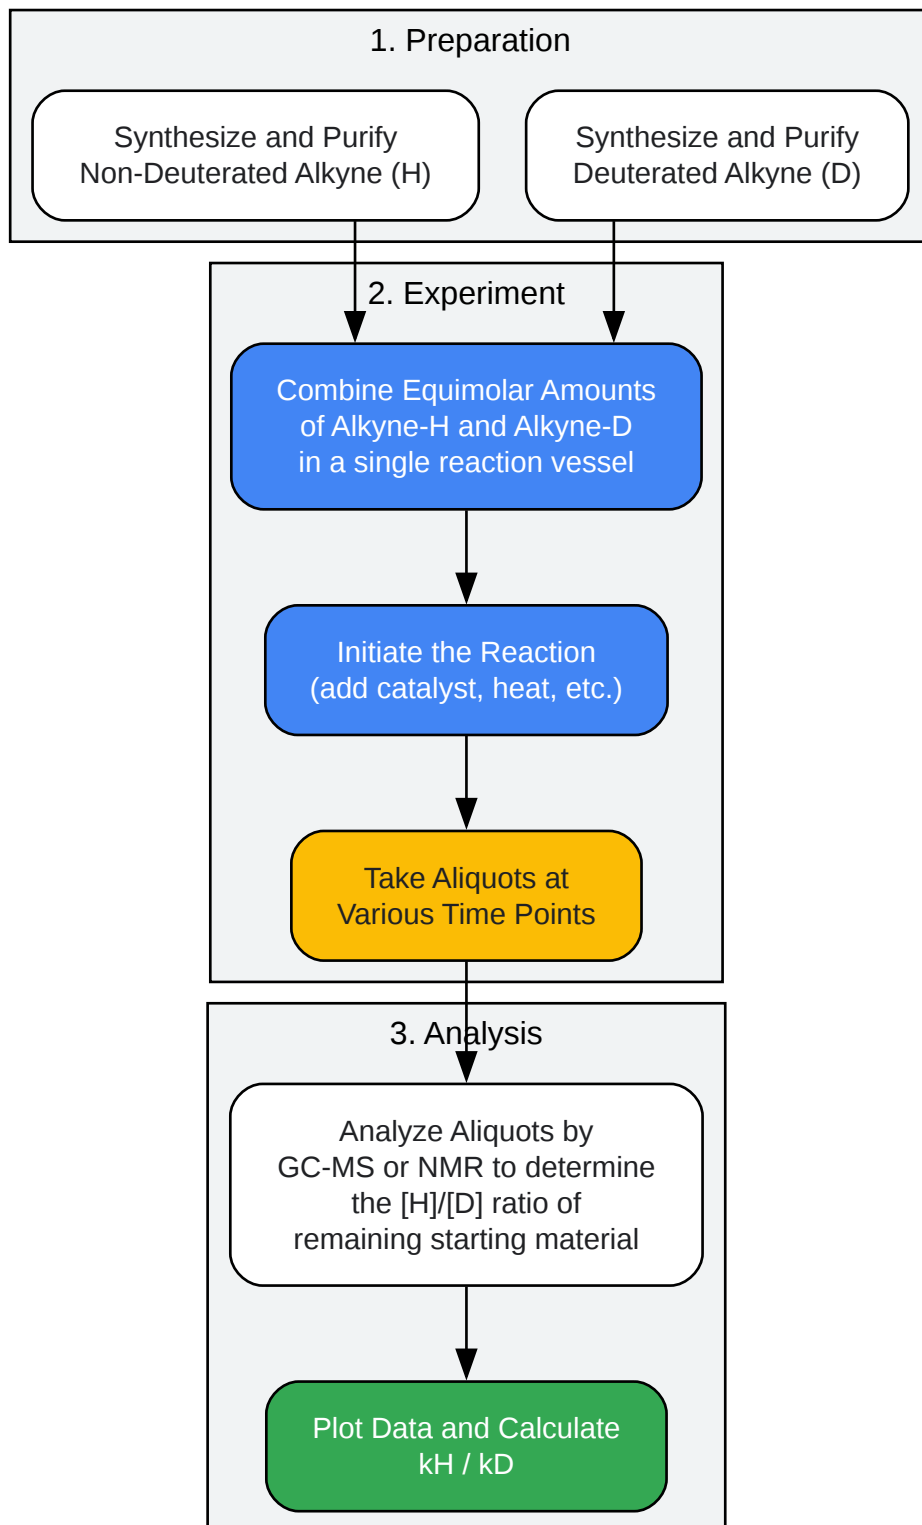 1. Preparation
Synthesize and Purify
Non-Deuterated Alkyne (H)
Synthesize and Purify
Deuterated Alkyne (D)
2. Experiment
Combine Equimolar Amounts
of Alkyne-H and Alkyne-D
in a single reaction vessel
Initiate the Reaction
(add catalyst, heat, etc.)
Take Aliquots at
Various Time Points
3. Analysis
Analyze Aliquots by
GC-MS or NMR to determine
the [H]/[D] ratio of
remaining starting material
Plot Data and Calculate
kH / kD